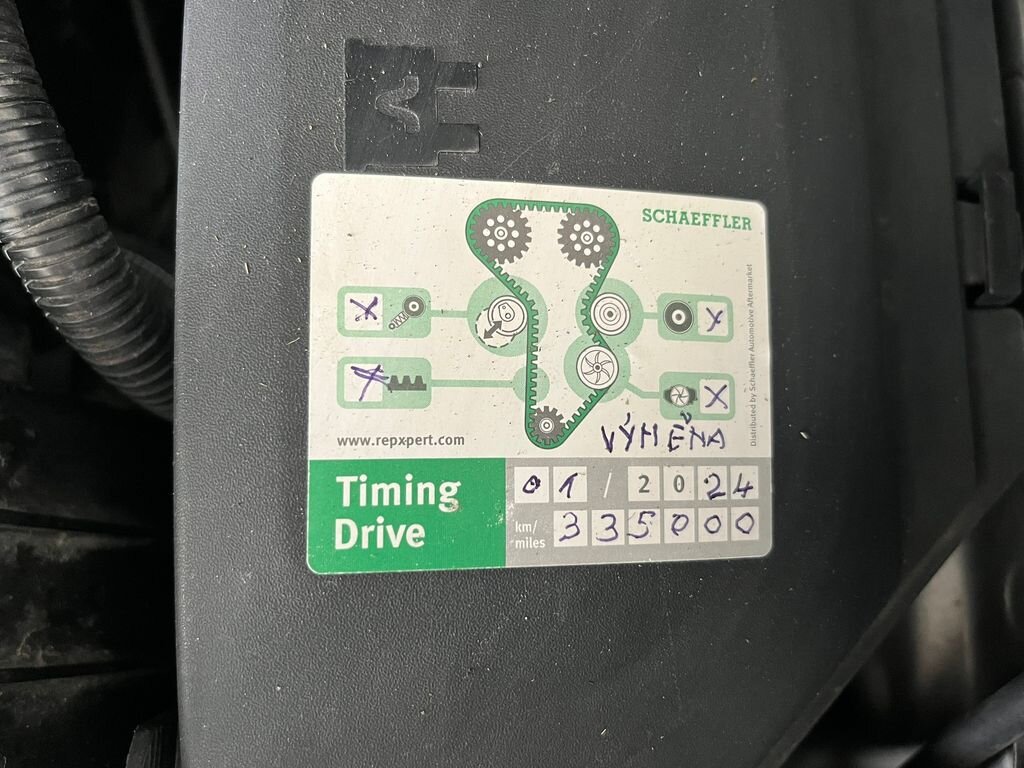 SCHAEFFLER
X
X
X
X
Distributed by Schaeffler Automotive Aftermarket
www.repxpert.com
VÝMĚNA
Timing
Drive
01 / 2024
km/
miles
335000